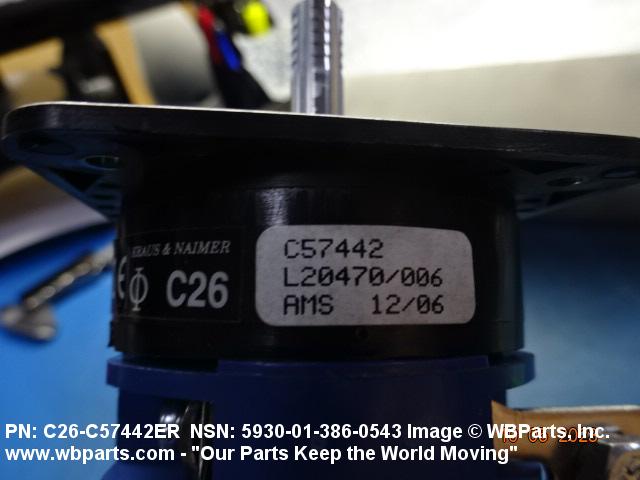 KRAUS & NAIMER
C26
C57442
L20470/006
AMS 12/06
PN: C26-C57442ER NSN: 5930-01-386-0543 Image © WBParts, Inc.
www.wbparts.com - "Our Parts Keep the World Moving"